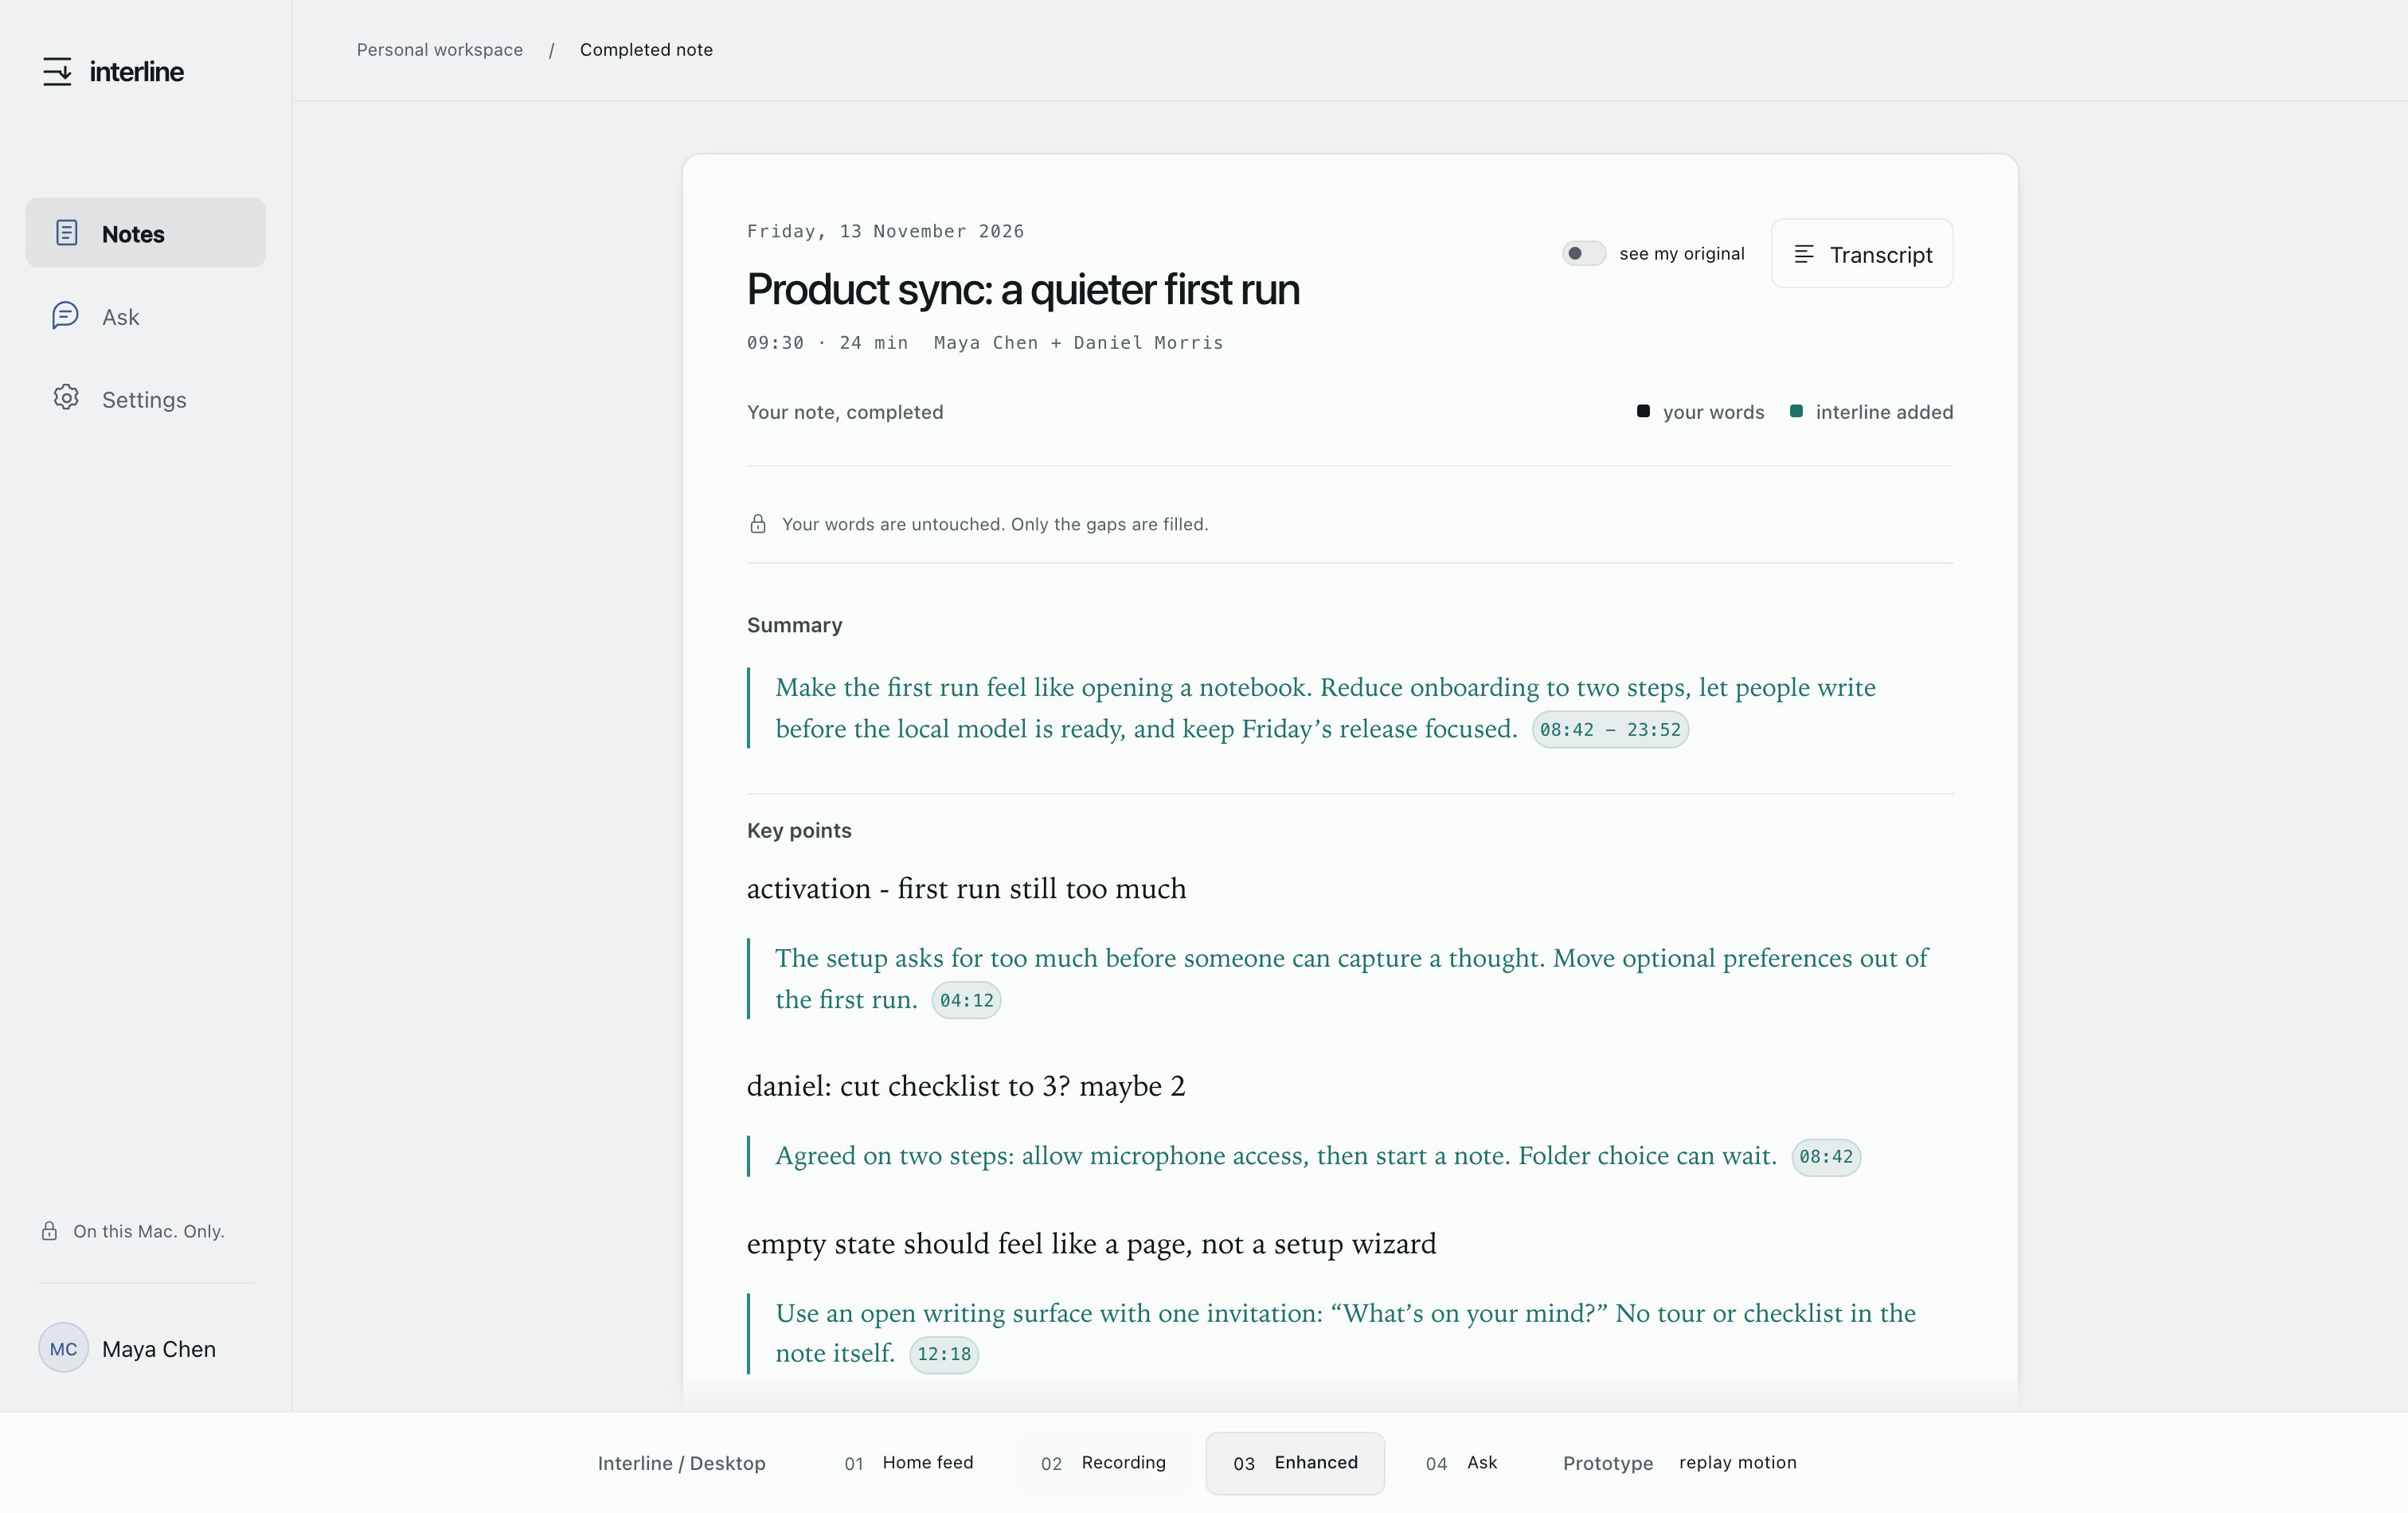 interline
Notes
Ask
Settings
On this Mac. Only.
MC
Maya Chen
Personal workspace / Completed note
Friday, 13 November 2026
Product sync: a quieter first run
09:30 · 24 min Maya Chen + Daniel Morris
see my original
Transcript
Your note, completed
your words
interline added
Your words are untouched. Only the gaps are filled.
Summary
Make the first run feel like opening a notebook. Reduce onboarding to two steps, let people write
before the local model is ready, and keep Friday’s release focused. 08:42 – 23:52
Key points
activation - first run still too much
The setup asks for too much before someone can capture a thought. Move optional preferences out of
the first run. 04:12
daniel: cut checklist to 3? maybe 2
Agreed on two steps: allow microphone access, then start a note. Folder choice can wait. 08:42
empty state should feel like a page, not a setup wizard
Use an open writing surface with one invitation: “What’s on your mind?” No tour or checklist in the
note itself. 12:18
Interline / Desktop 01 Home feed 02 Recording 03 Enhanced 04 Ask Prototype replay motion